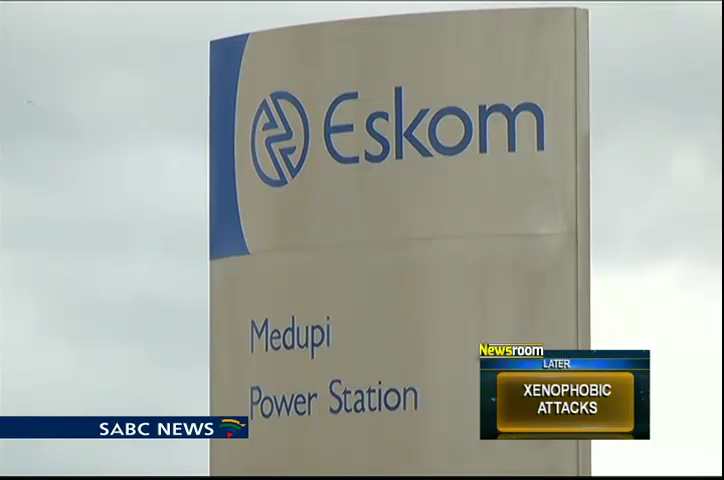 Eskom
Medupi
Power Station
Newsroom
LATER
XENOPHOBIC
ATTACKS
SABC NEWS